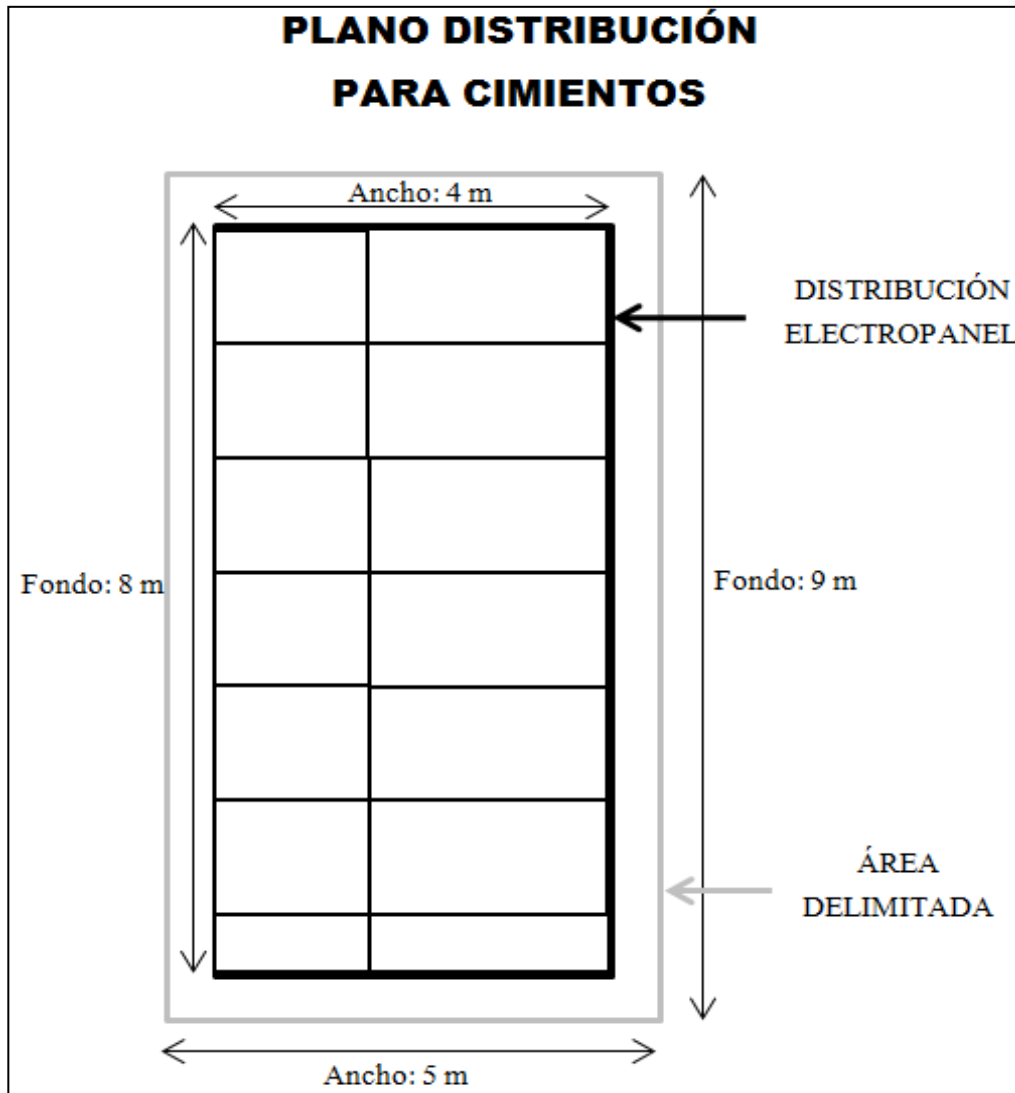 PLANO DISTRIBUCIÓN
PARA CIMIENTOS
Ancho: 4 m
DISTRIBUCIÓN
ELECTROPANEL
Fondo: 8 m
Fondo: 9 m
ÁREA
DELIMITADA
Ancho: 5 m